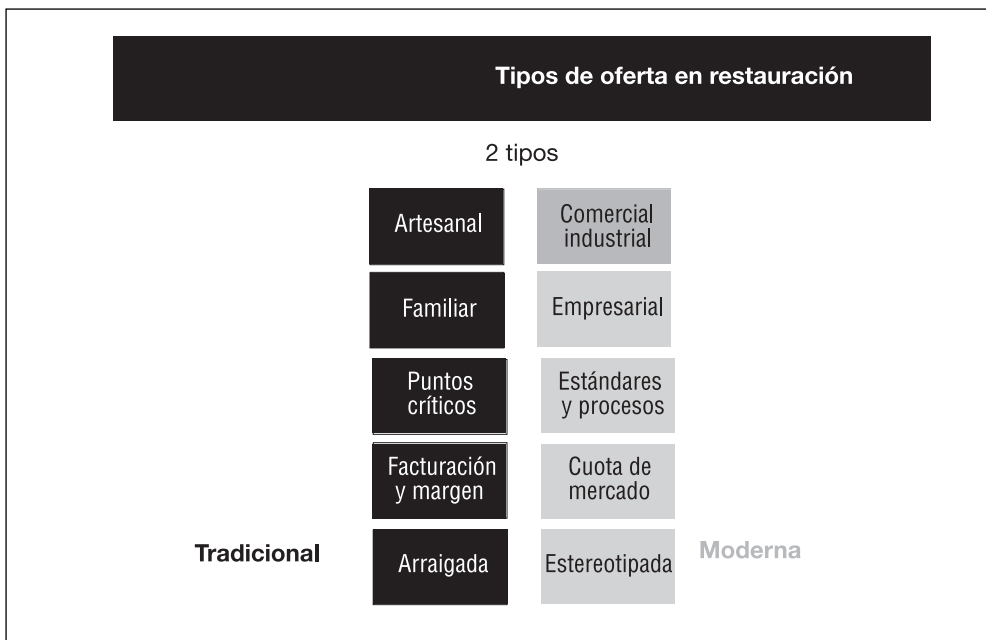 Tipos de oferta en restauración
2 tipos
Artesanal
Comercial
industrial
Familiar
Empresarial
Puntos
críticos
Estándares
y procesos
Facturación
y margen
Cuota de
mercado
Tradicional
Arraigada
Estereotipada
Moderna